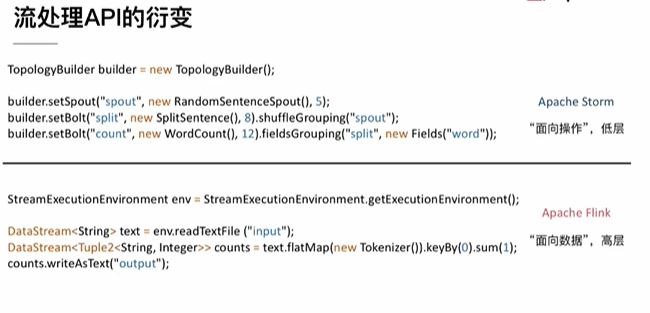 流处理API的衍变
TopologyBuilder builder = new TopologyBuilder();
builder.setSpout("spout", new RandomSentenceSpout(), 5);
builder.setBolt("split", new SplitSentence(), 8).shuffleGrouping("spout");
builder.setBolt("count", new WordCount(), 12).fieldsGrouping("split", new Fields("word"));
Apache Storm
“面向操作”，低层
StreamExecutionEnvironment env = StreamExecutionEnvironment.getExecutionEnvironment();
DataStream<String> text = env.readTextFile ("input");
DataStream<Tuple2<String, Integer>> counts = text.flatMap(new Tokenizer()).keyBy(0).sum(1);
counts.writeAsText("output");
Apache Flink
“面向数据”，高层